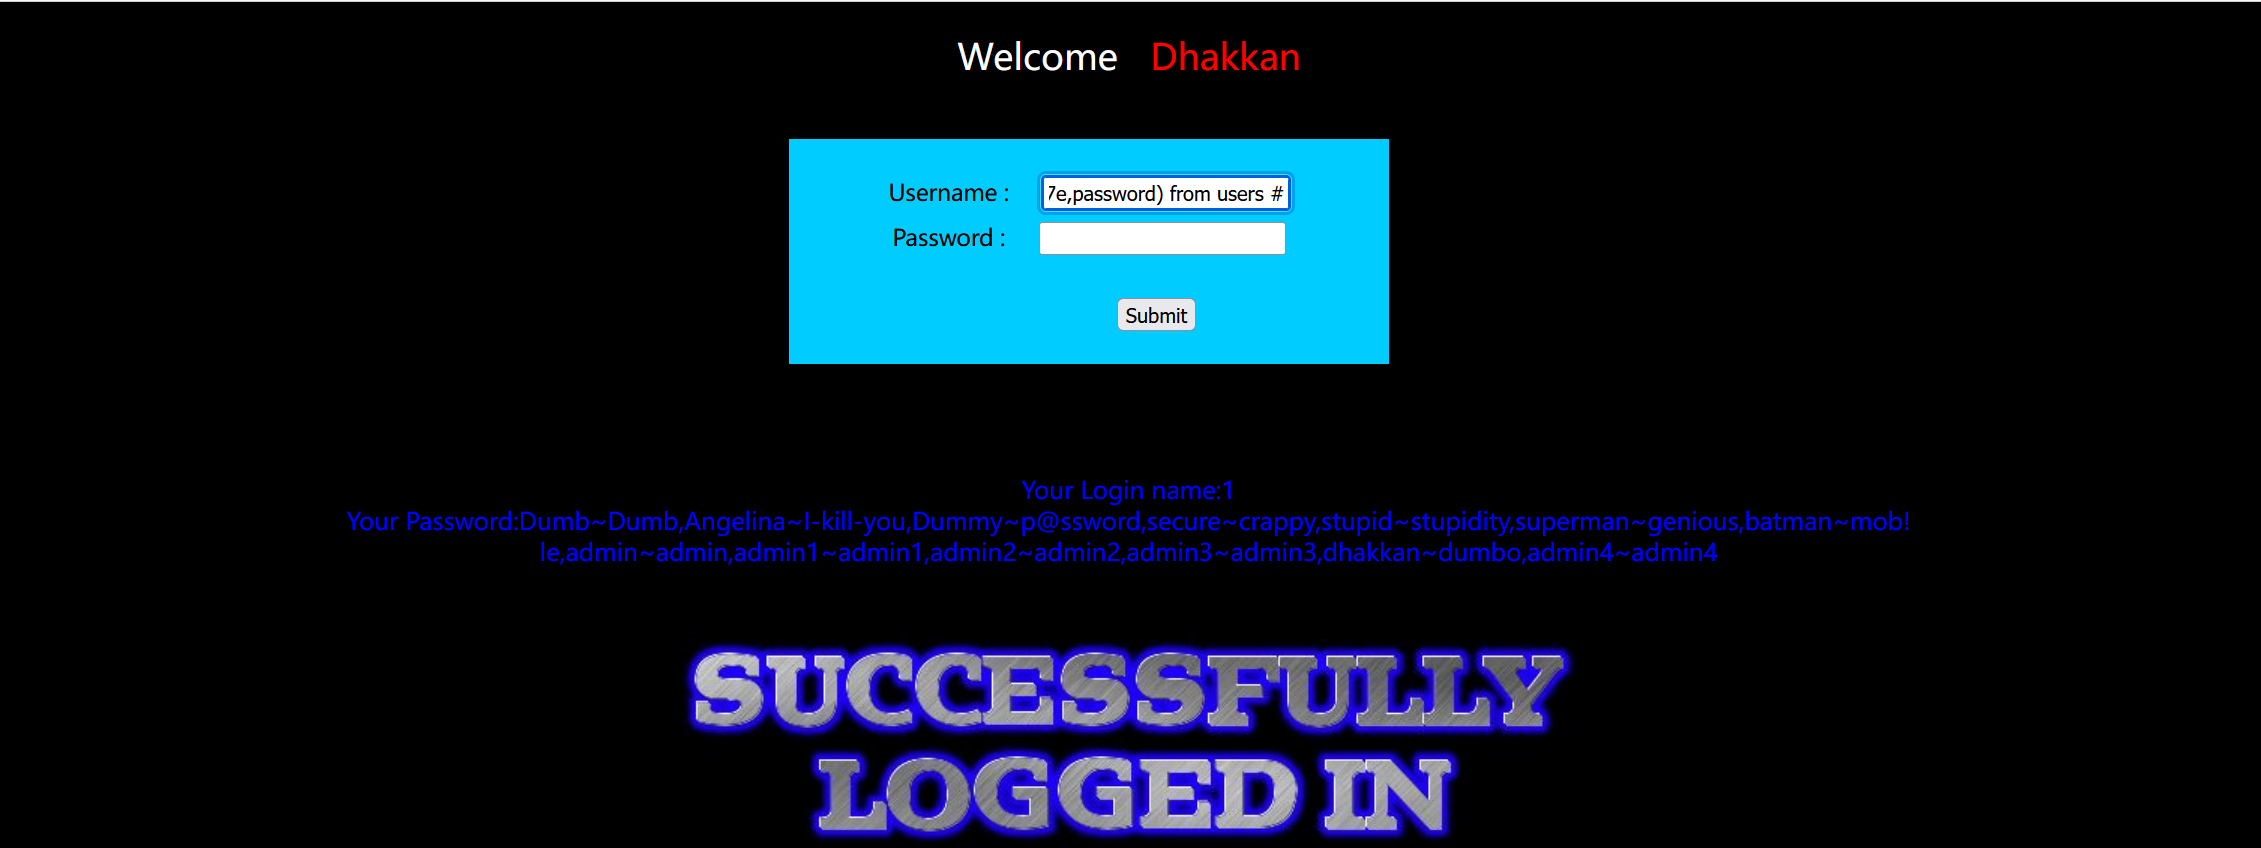 Welcome Dhakkan
Username : 7e,password) from users #
Password :
Submit
Your Login name:1
Your Password:Dumb~Dumb,Angelina~I-kill-you,Dummy~p@ssword,secure~crappy,stupid~stupidity,superman~genious,batman~mob!
le,admin~admin,admin1~admin1,admin2~admin2,admin3~admin3,dhakkan~dumbo,admin4~admin4
SUCCESSFULLY
LOGGED IN